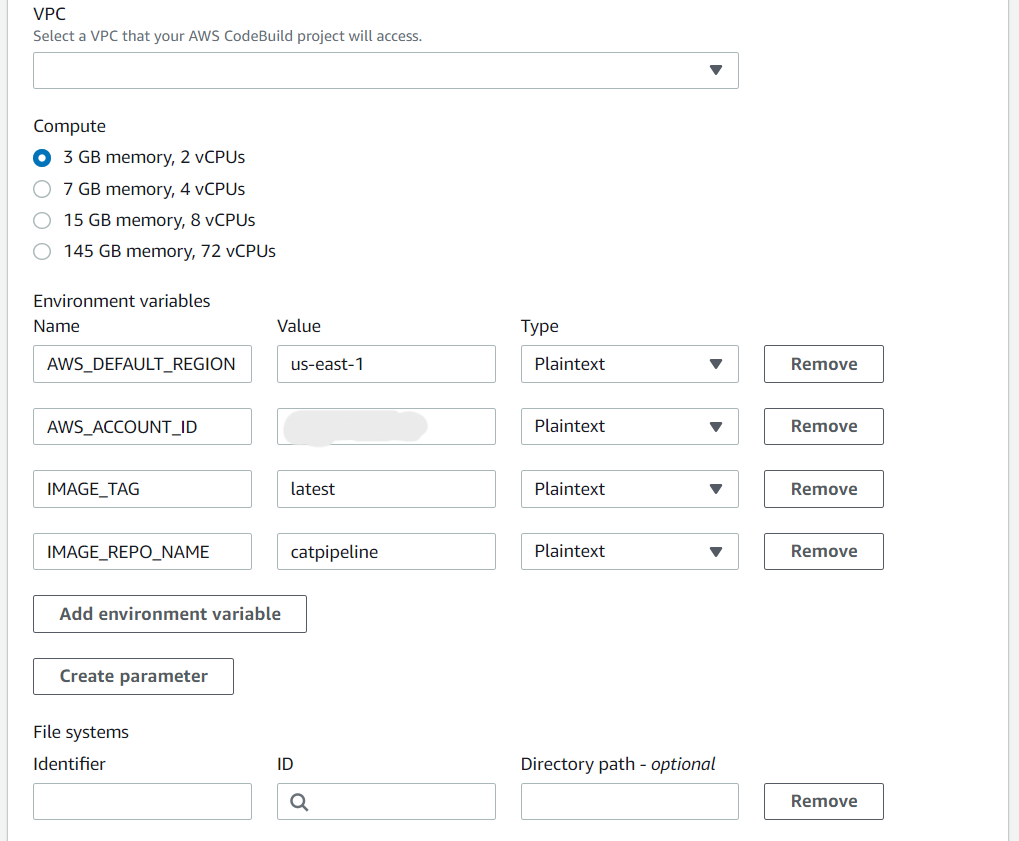 VPC
Select a VPC that your AWS CodeBuild project will access.
Compute
3 GB memory, 2 vCPUs
7 GB memory, 4 vCPUs
15 GB memory, 8 vCPUs
145 GB memory, 72 vCPUs
Environment variables
Name Value Type
AWS_DEFAULT_REGION us-east-1 Plaintext Remove
AWS_ACCOUNT_ID Plaintext Remove
IMAGE_TAG latest Plaintext Remove
IMAGE_REPO_NAME catpipeline Plaintext Remove
Add environment variable
Create parameter
File systems
Identifier ID Directory path - optional
Remove